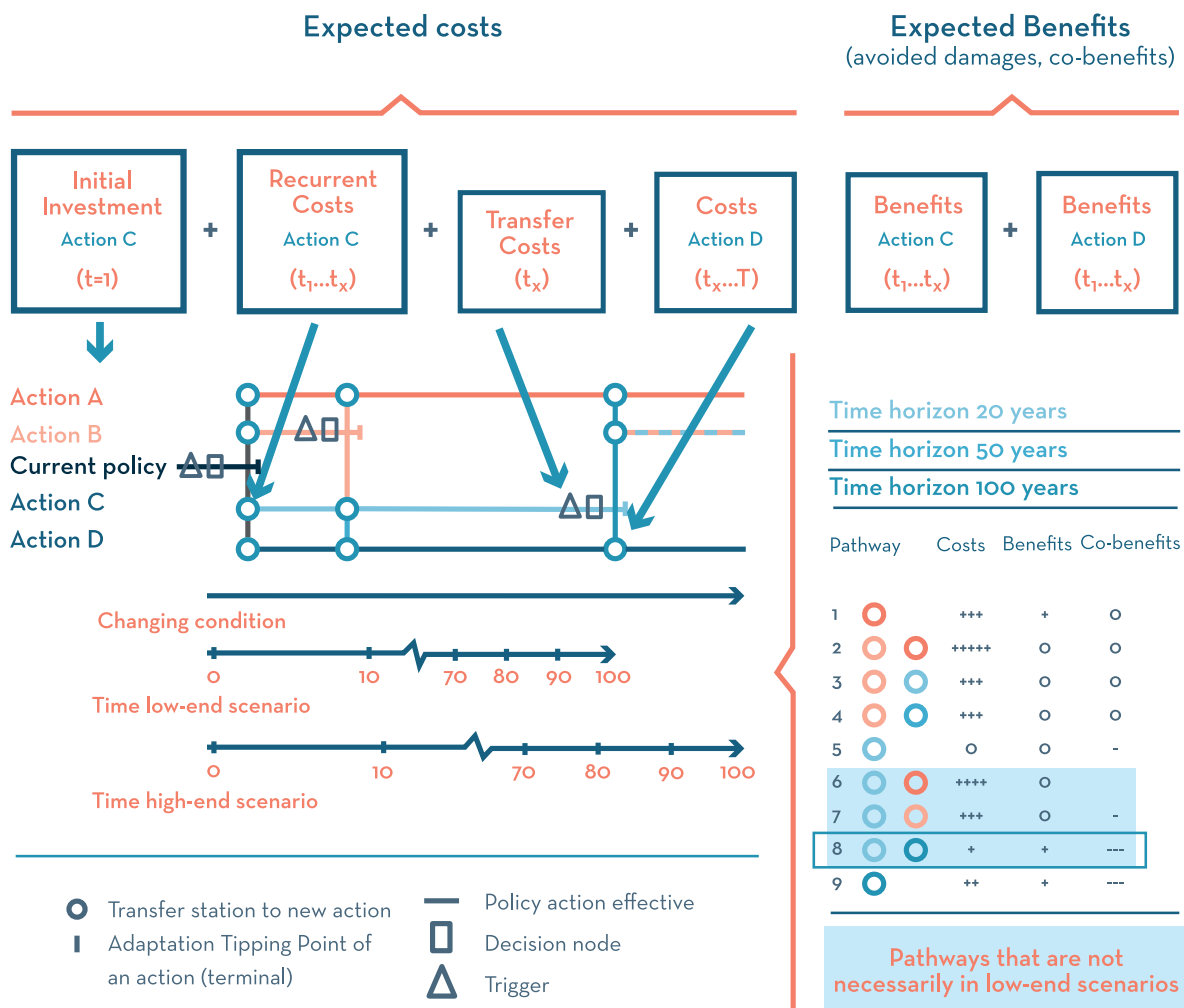 Expected costs
Expected Benefits
(avoided damages, co-benefits)
Initial
Investment
Action C
(t=1)
+
Recurrent
Costs
Action C
(t₁...tₓ)
+
Transfer
Costs
(tₓ)
+
Costs
Action D
(tₓ...T)
Benefits
Action C
(t₁...tₓ)
+
Benefits
Action D
(t₁...tₓ)
Action A
Action B
Current policy
Action C
Action D
Changing condition
0 10 70 80 90 100
Time low-end scenario
0 10 70 80 90 100
Time high-end scenario
Transfer station to new action
Adaptation Tipping Point of
an action (terminal)
Policy action effective
Decision node
Trigger
Time horizon 20 years
Time horizon 50 years
Time horizon 100 years
Pathway Costs Benefits Co-benefits
1 +++ + o
2 +++++ o o
3 +++ o o
4 +++ o o
5 o o -
6 ++++ o
7 +++ o -
8 + + ---
9 ++ + ---
Pathways that are not
necessarily in low-end scenarios